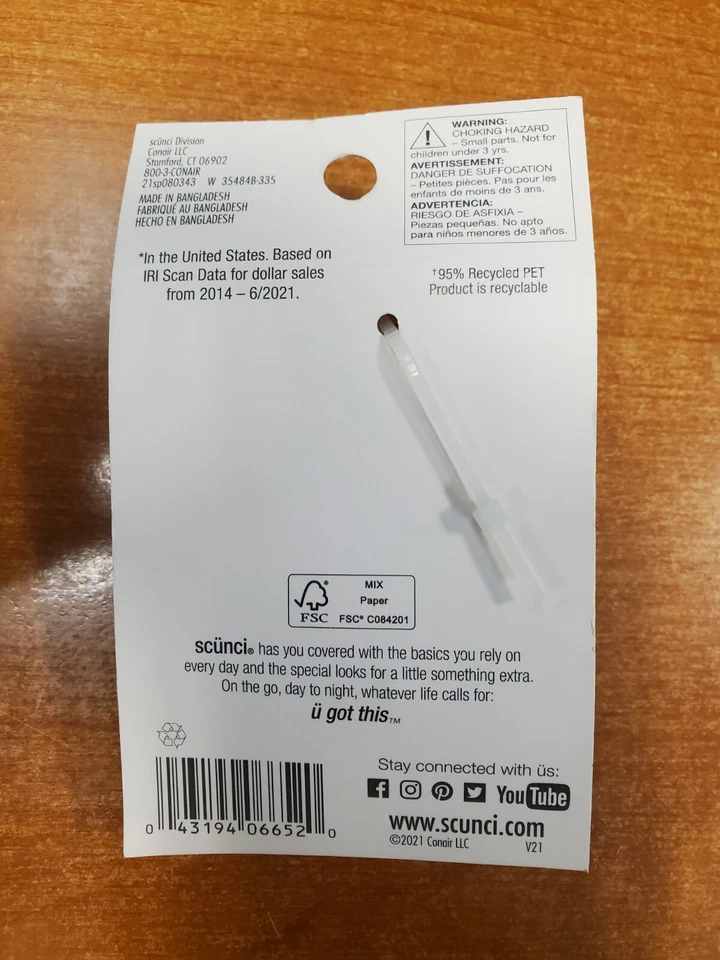 scünci Division
Conair LLC
Stamford, CT 06902
800-3-CONAIR
21sp080343 W 35484B-335
MADE IN BANGLADESH
FABRIQUÉ AU BANGLADESH
HECHO EN BANGLADESH
WARNING:
CHOKING HAZARD
– Small parts. Not for
children under 3 yrs.
AVERTISSEMENT:
DANGER DE SUFFOCATION
– Petites pièces. Pas pour les
enfants de moins de 3 ans.
ADVERTENCIA:
RIESGO DE ASFIXIA –
Piezas pequeñas. No apto
para niños menores de 3 años.
*In the United States. Based on
IRI Scan Data for dollar sales
from 2014 – 6/2021.
†95% Recycled PET
Product is recyclable
FSC®
MIX
Paper
FSC® C084201
scünci® has you covered with the basics you rely on
every day and the special looks for a little something extra.
On the go, day to night, whatever life calls for:
ü got this™
0 43194 06652 0
Stay connected with üs:
YouTube
www.scunci.com
©2021 Conair LLC
V21